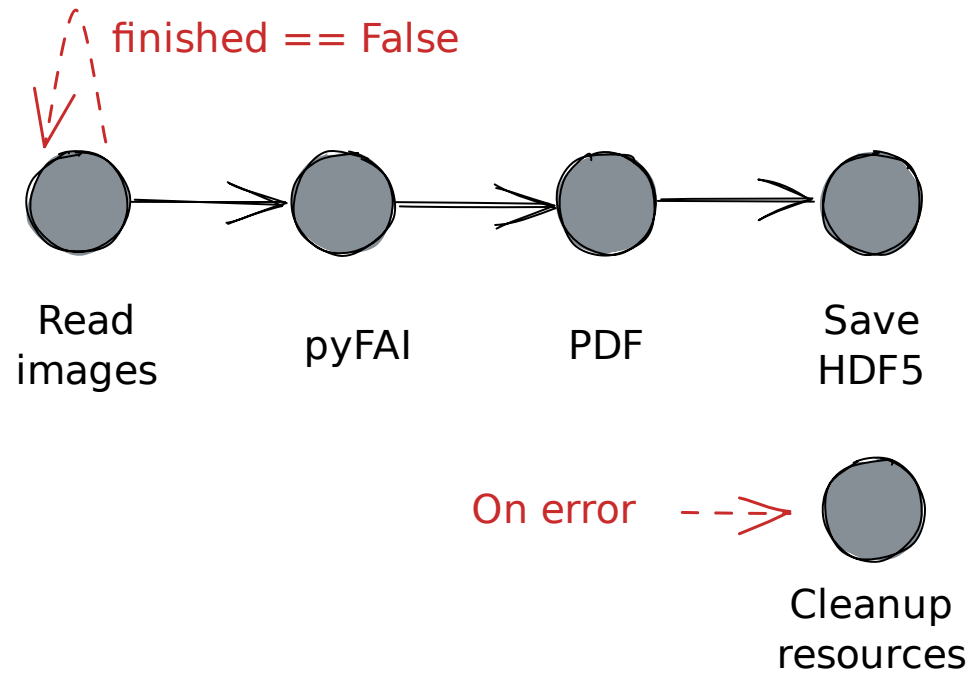 finished == False
Read
images
pyFAI
PDF
Save
HDF5
On error
Cleanup
resources